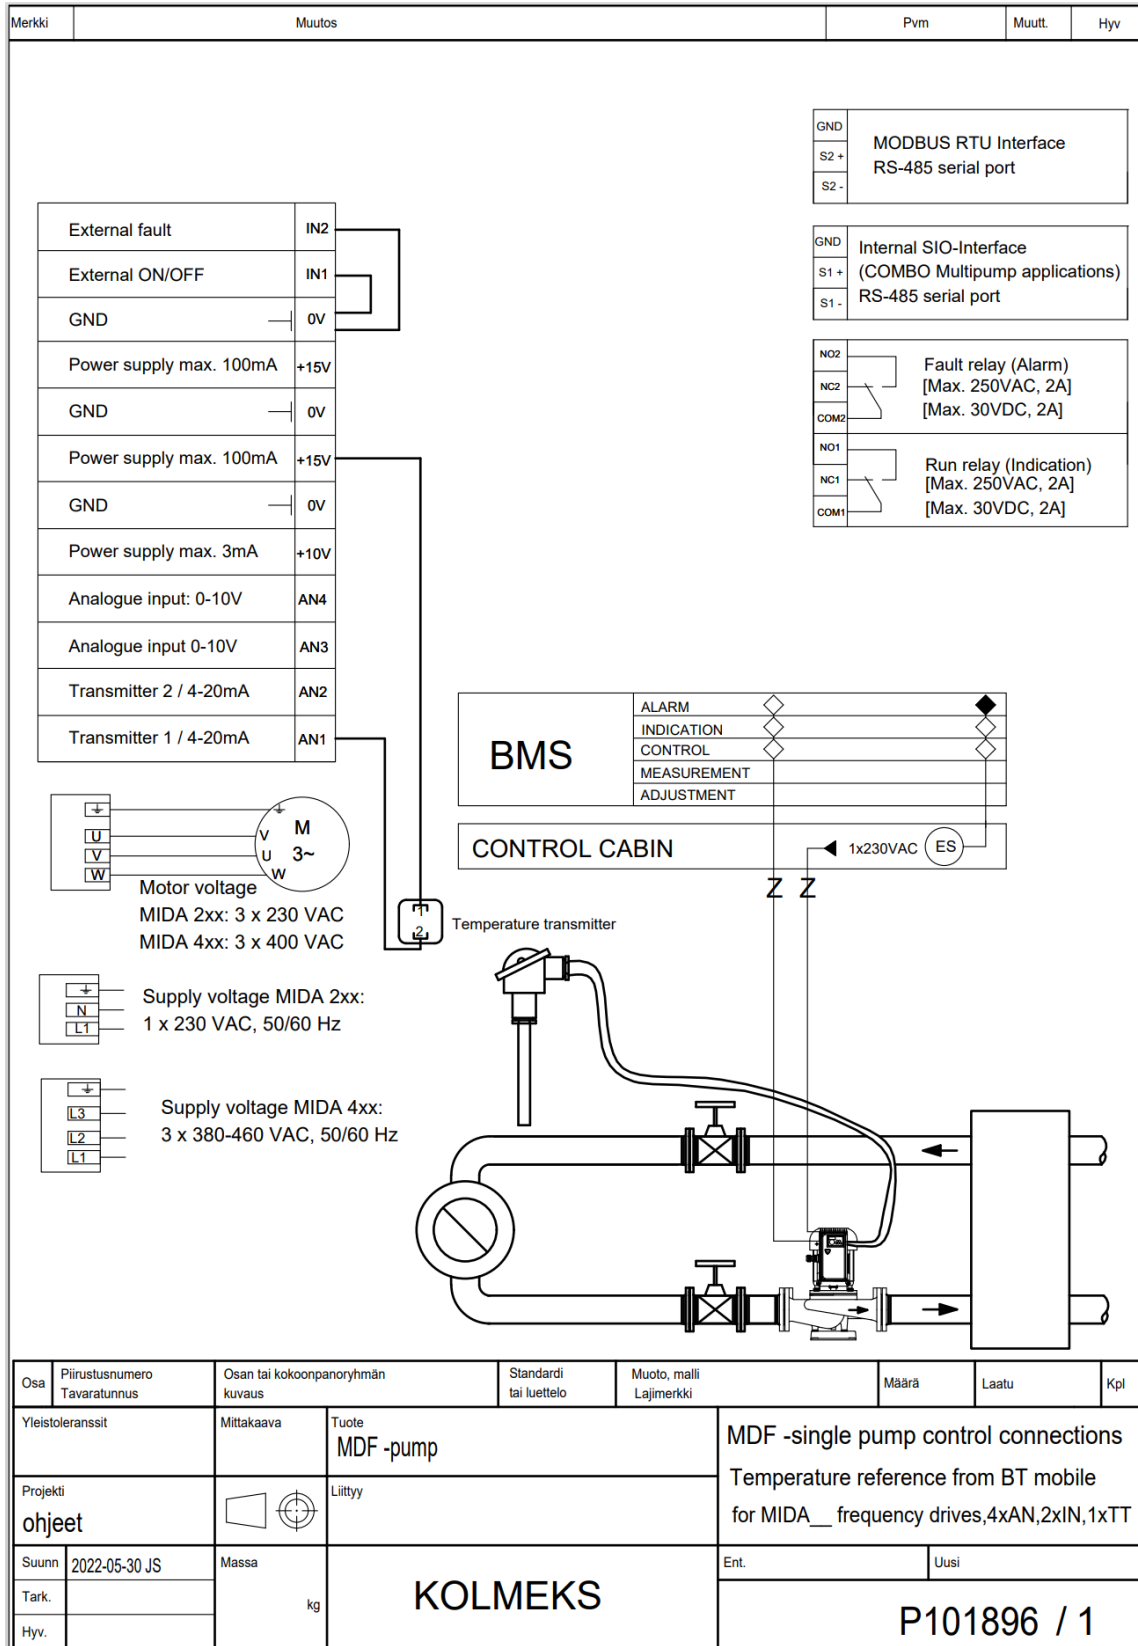 Merkki Muutos Pvm Muutt. Hyv
GND
S2 +
S2 -
MODBUS RTU Interface
RS-485 serial port
GND
S1 +
S1 -
Internal SIO-Interface
(COMBO Multipump applications)
RS-485 serial port
NO2
NC2
COM2
Fault relay (Alarm)
[Max. 250VAC, 2A]
[Max. 30VDC, 2A]
NO1
NC1
COM1
Run relay (Indication)
[Max. 250VAC, 2A]
[Max. 30VDC, 2A]
External fault IN2
External ON/OFF IN1
GND 0V
Power supply max. 100mA +15V
GND 0V
Power supply max. 100mA +15V
GND 0V
Power supply max. 3mA +10V
Analogue input: 0-10V AN4
Analogue input 0-10V AN3
Transmitter 2 / 4-20mA AN2
Transmitter 1 / 4-20mA AN1
BMS
ALARM
INDICATION
CONTROL
MEASUREMENT
ADJUSTMENT
CONTROL CABIN 1x230VAC ES
Z Z
U
V
W
V
U
W
M
3~
Motor voltage
MIDA 2xx: 3 x 230 VAC
MIDA 4xx: 3 x 400 VAC
1
2
Temperature transmitter
N
L1
Supply voltage MIDA 2xx:
1 x 230 VAC, 50/60 Hz
L3
L2
L1
Supply voltage MIDA 4xx:
3 x 380-460 VAC, 50/60 Hz
Osa
Piirustusnumero
Tavaratunnus
Osan tai kokoonpanoryhmän
kuvaus
Standardi
tai luettelo
Muoto, malli
Lajimerkki
Määrä
Laatu
Kpl
Yleistoleranssit
Mittakaava
Tuote
MDF -pump
MDF -single pump control connections
Temperature reference from BT mobile
for MIDA__ frequency drives,4xAN,2xIN,1xTT
Projekti
ohjeet
Liittyy
Suunn 2022-05-30 JS
Tark.
Hyv.
Massa
kg
KOLMEKS
Ent.
Uusi
P101896 / 1